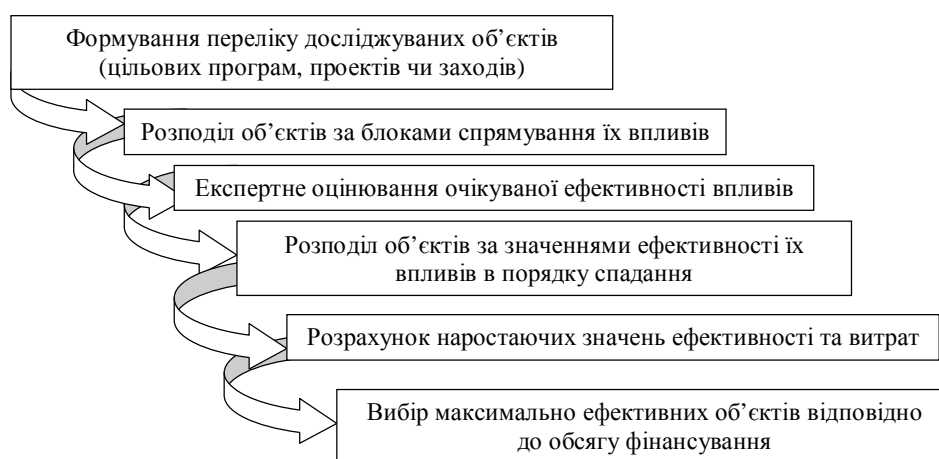 Формування переліку досліджуваних об’єктів
(цільових програм, проектів чи заходів)
Розподіл об’єктів за блоками спрямування їх впливів
Експертне оцінювання очікуваної ефективності впливів
Розподіл об’єктів за значеннями ефективності їх
впливів в порядку спадання
Розрахунок наростаючих значень ефективності та витрат
Вибір максимально ефективних об’єктів відповідно
до обсягу фінансування